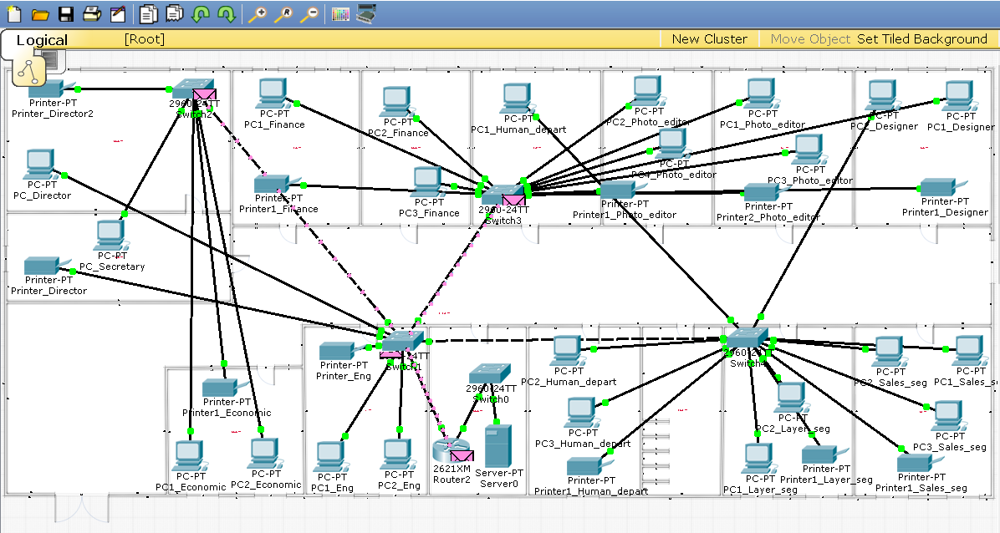 Logical
[Root]
New Cluster
Move Object
Set Tiled Background
Printer-PT
Printer_Director2
2960-24TT
Switch2
PC-PT
PC1_Finance
PC-PT
PC2_Finance
PC-PT
PC1_Human_depart
PC-PT
PC2_Photo_editor
PC-PT
PC1_Photo_editor
PC-PT
PC2_Designer
PC-PT
PC1_Designer
PC-PT
PC_Director
Printer-PT
Printer1_Finance
PC-PT
PC3_Finance
2960-24TT
Switch3
PC-PT
PC4_Photo_editor
PC-PT
PC3_Photo_editor
Printer-PT
Printer1_Photo_editor
Printer-PT
Printer2_Photo_editor
Printer-PT
Printer1_Designer
PC-PT
PC_Secretary
Printer-PT
Printer_Director
Printer-PT
Printer_Eng
-24TT
Switch1
2960-24TT
Switch0
PC-PT
PC2_Human_depart
2960-24TT
Switch4
PC-PT
PC2_Sales_seg
PC-PT
PC1_Sales_s
Printer-PT
Printer1_Economic
PC-PT
PC3_Human_depart
PC-PT
PC2_Layer_seg
PC-PT
PC3_Sales_seg
PC-PT
PC1_Economic
PC-PT
PC2_Economic
PC-PT
PC1_Eng
PC-PT
PC2_Eng
2621XM
Router2
Server-PT
Server0
Printer-PT
Printer1_Human_depart
PC-PT
PC1_Layer_seg
Printer-PT
Printer1_Layer_seg
Printer-PT
Printer1_Sales_seg